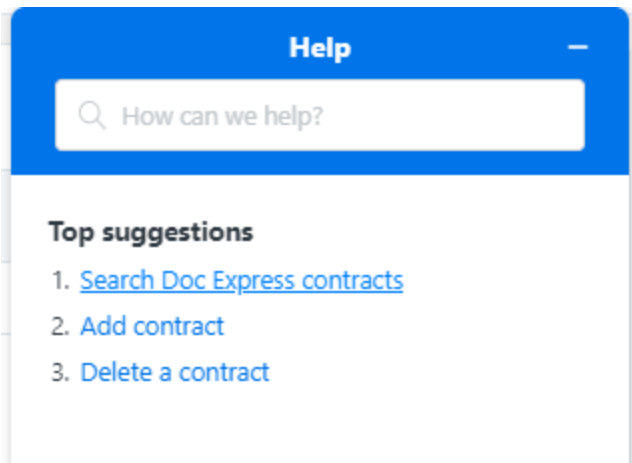 Help
How can we help?
Top suggestions
1. Search Doc Express contracts
2. Add contract
3. Delete a contract